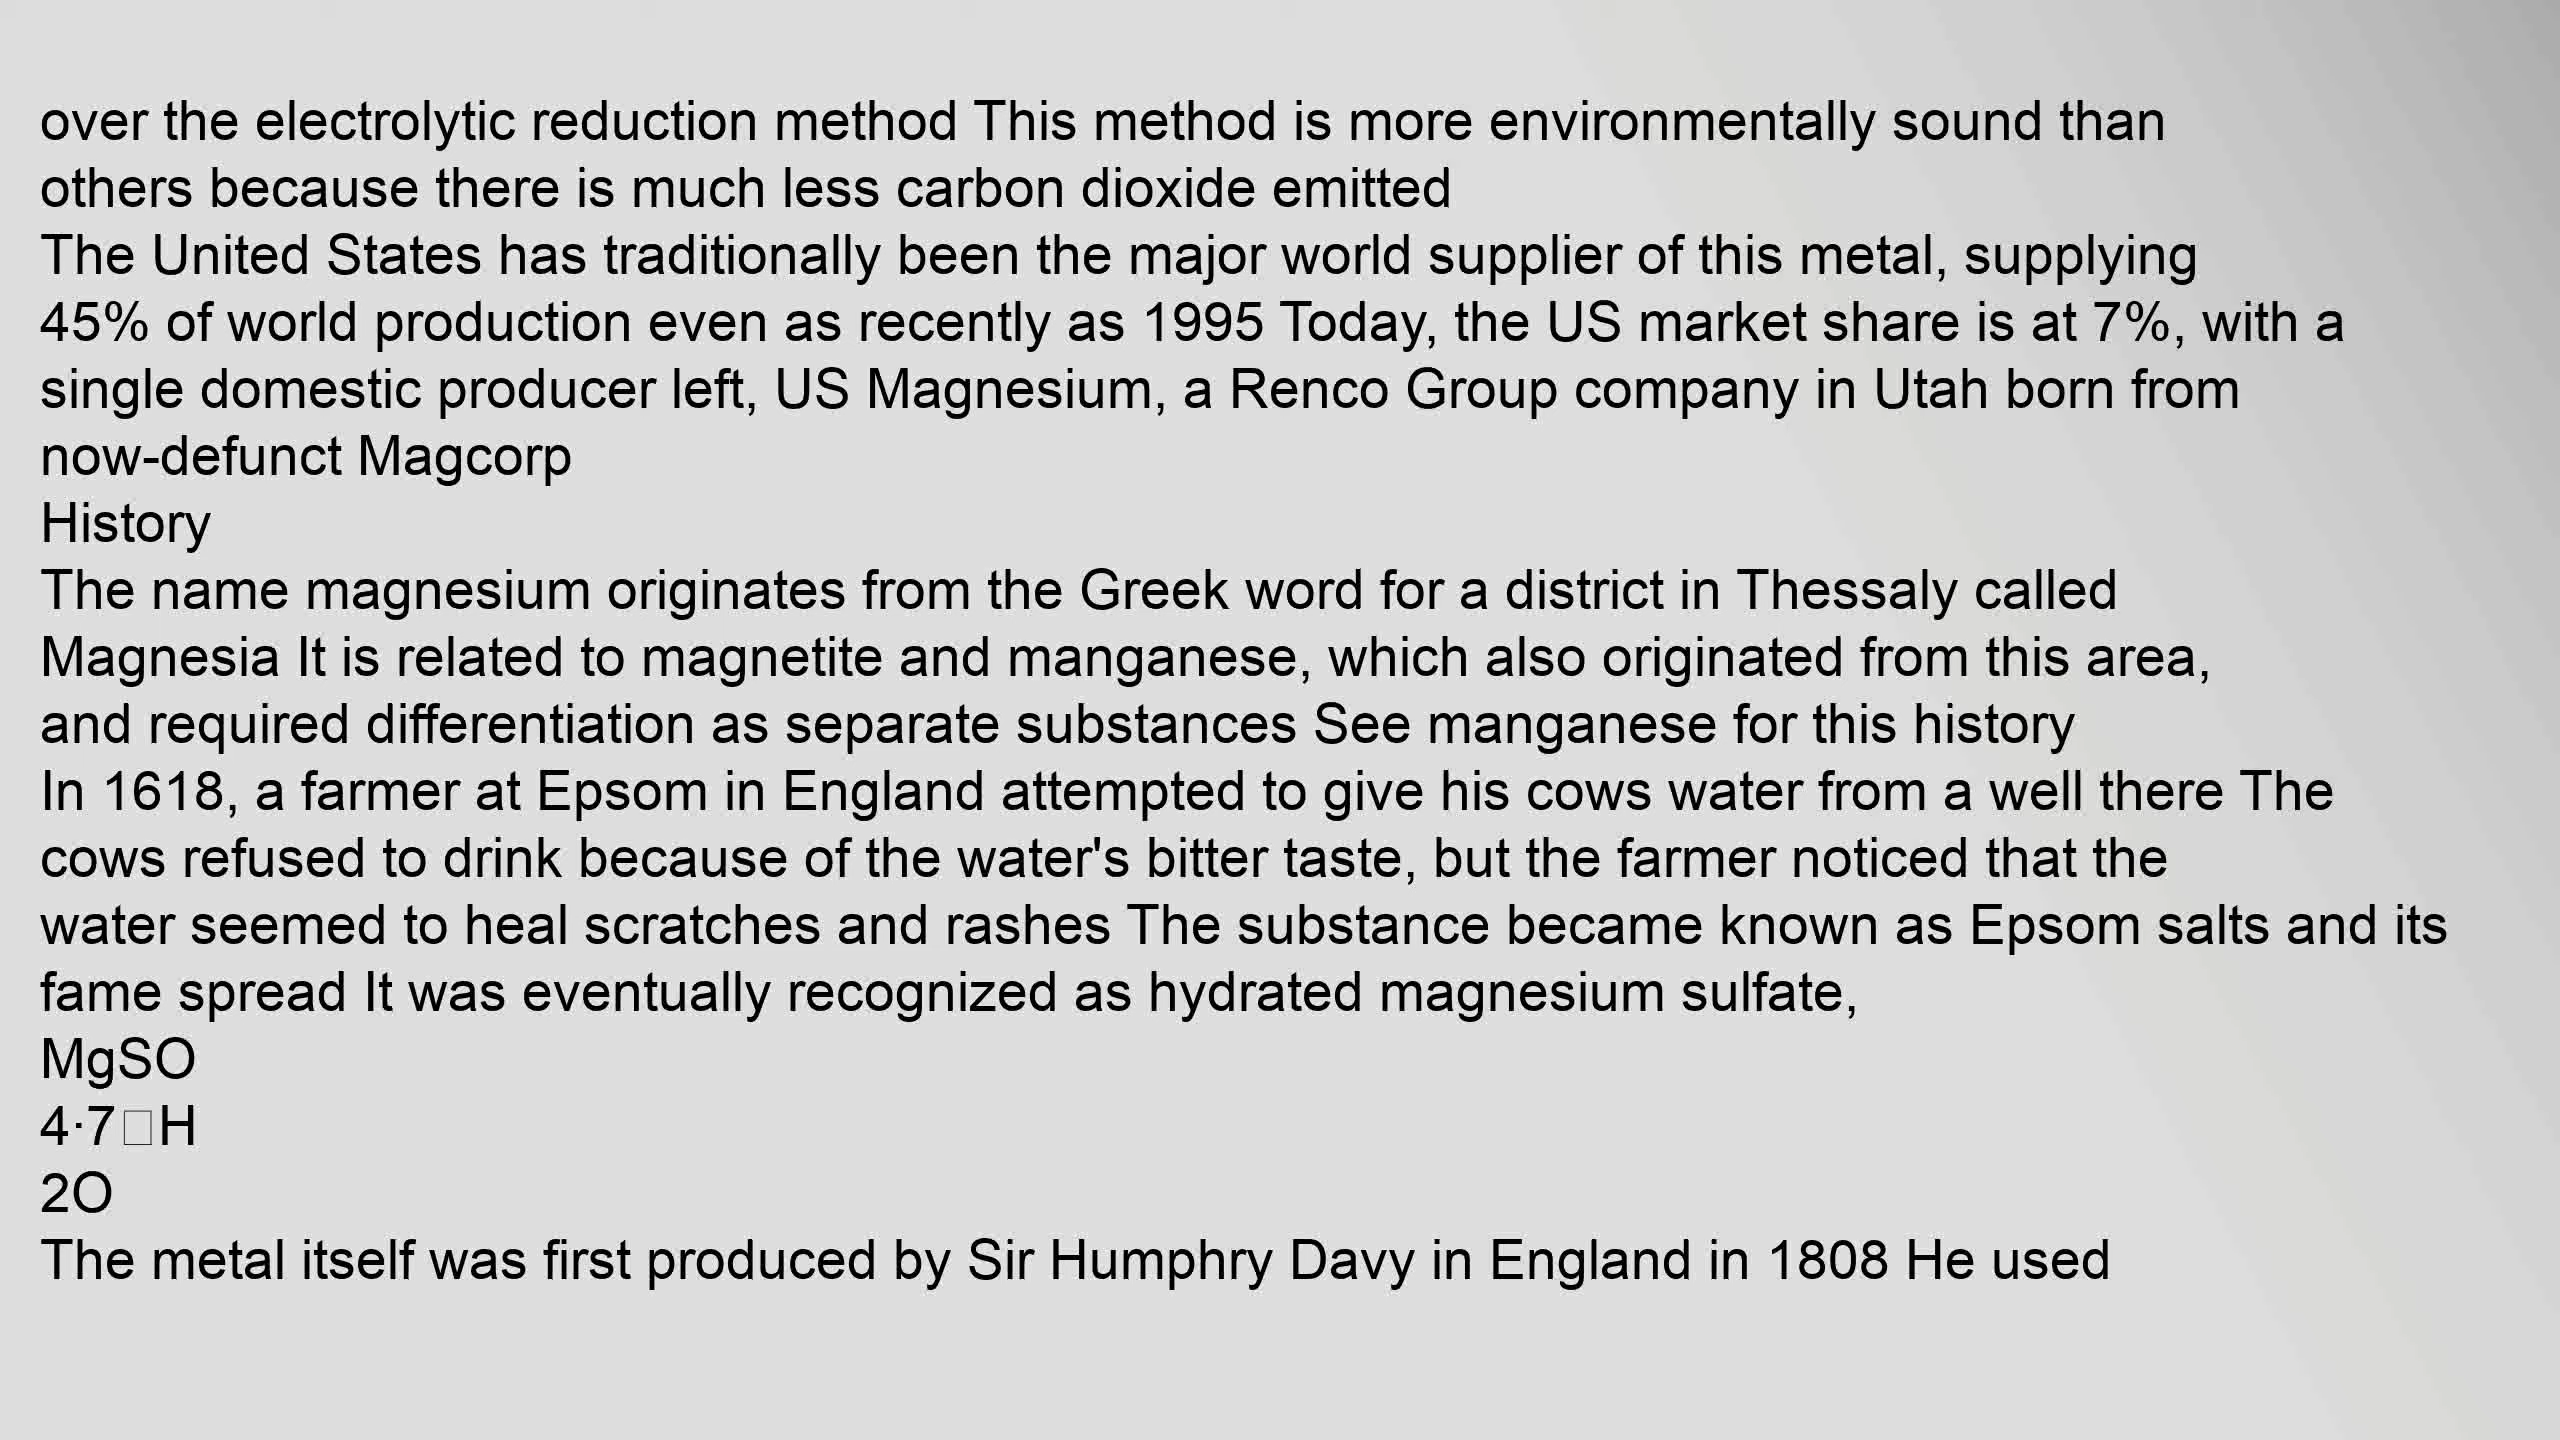 over the electrolytic reduction method This method is more environmentally sound than
others because there is much less carbon dioxide emitted
The United States has traditionally been the major world supplier of this metal, supplying
45% of world production even as recently as 1995 Today, the US market share is at 7%, with a
single domestic producer left, US Magnesium, a Renco Group company in Utah born from
now-defunct Magcorp
History
The name magnesium originates from the Greek word for a district in Thessaly called
Magnesia It is related to magnetite and manganese, which also originated from this area,
and required differentiation as separate substances See manganese for this history
In 1618, a farmer at Epsom in England attempted to give his cows water from a well there The
cows refused to drink because of the water's bitter taste, but the farmer noticed that the
water seemed to heal scratches and rashes The substance became known as Epsom salts and its
fame spread It was eventually recognized as hydrated magnesium sulfate,
MgSO
4·7□H
2O
The metal itself was first produced by Sir Humphry Davy in England in 1808 He used